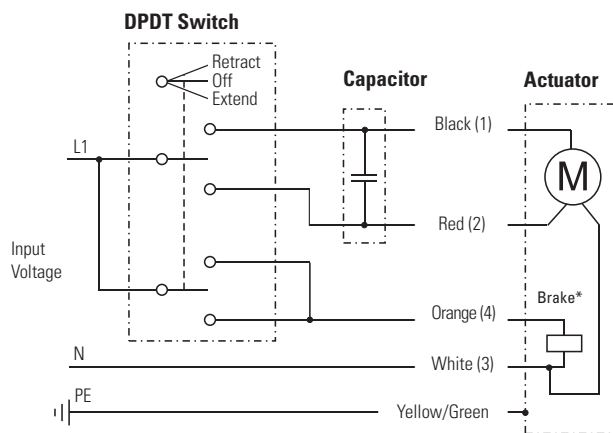 DPDT Switch
Retract
Off
Extend
Capacitor
Actuator
L1
Black (1)
M
Red (2)
Input
Voltage
Brake*
Orange (4)
N
White (3)
PE
Yellow/Green